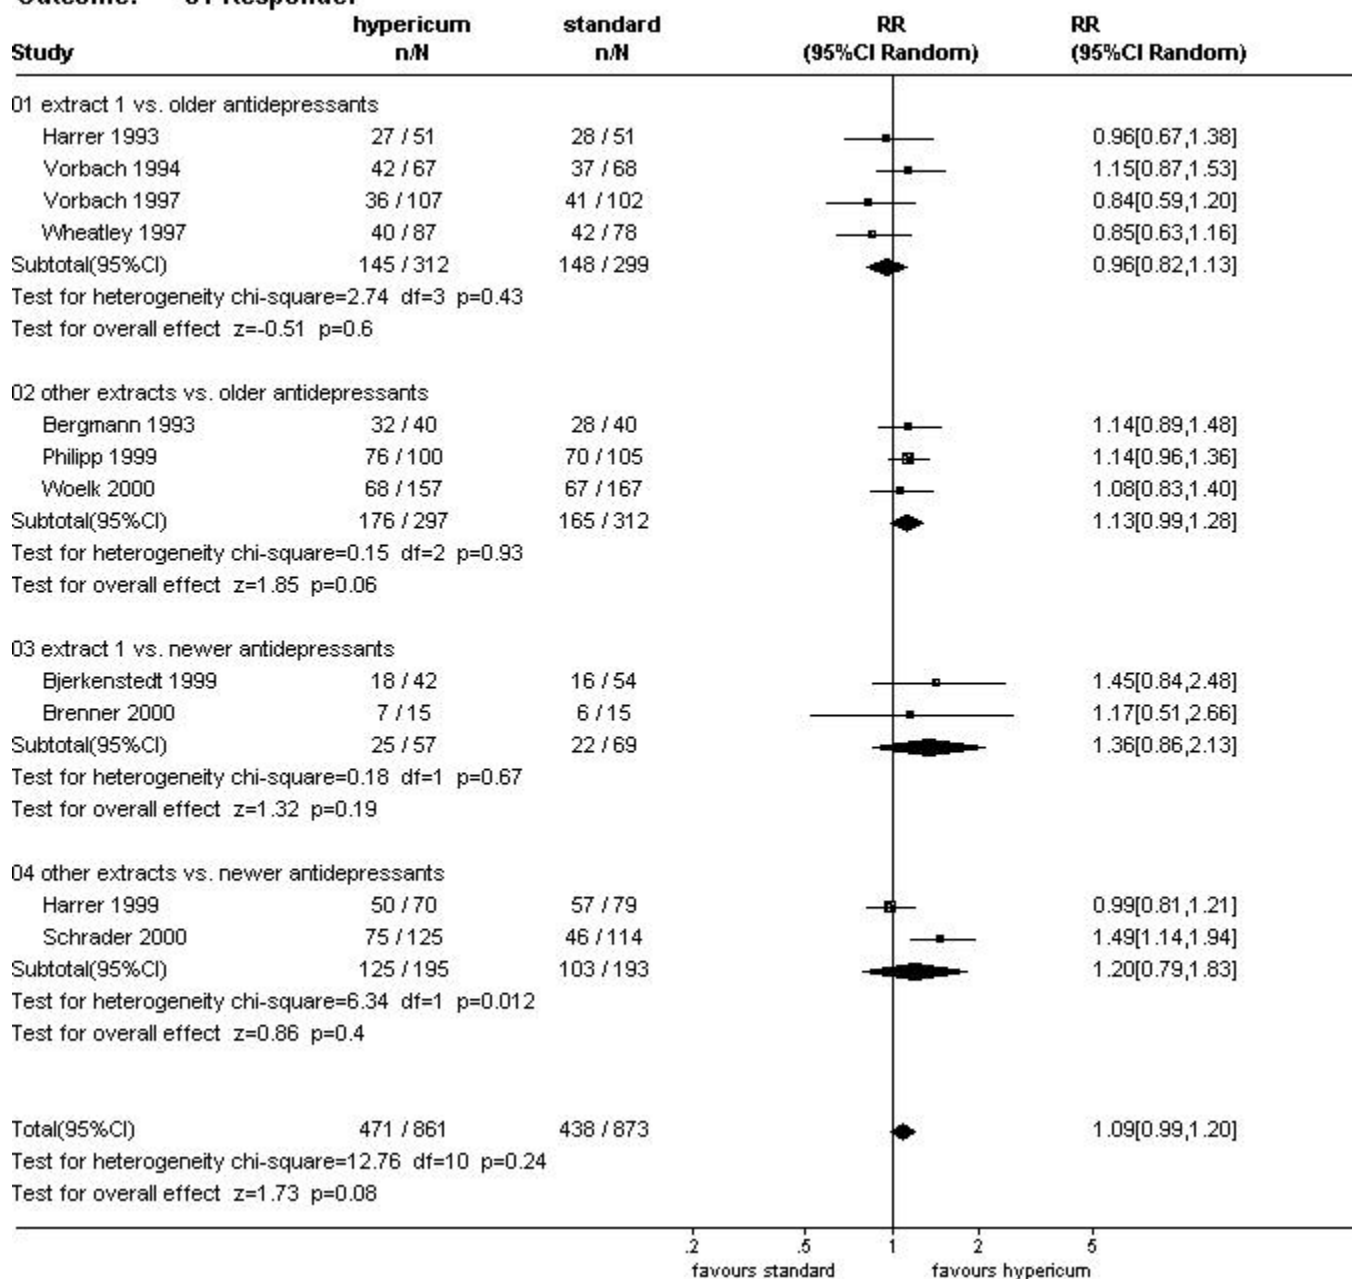 Outcome: 01 Responder
hypericum standard RR RR
Study n/N n/N (95%CI Random) (95%CI Random)
01 extract 1 vs. older antidepressants
Harrer 1993 27 / 51 28 / 51 0.96[0.67,1.38]
Vorbach 1994 42 / 67 37 / 68 1.15[0.87,1.53]
Vorbach 1997 36 / 107 41 / 102 0.84[0.59,1.20]
Wheatley 1997 40 / 87 42 / 78 0.85[0.63,1.16]
Subtotal(95%CI) 145 / 312 148 / 299 0.96[0.82,1.13]
Test for heterogeneity chi-square=2.74 df=3 p=0.43
Test for overall effect z=-0.51 p=0.6
02 other extracts vs. older antidepressants
Bergmann 1993 32 / 40 28 / 40 1.14[0.89,1.48]
Philipp 1999 76 / 100 70 / 105 1.14[0.96,1.36]
Woelk 2000 68 / 157 67 / 167 1.08[0.83,1.40]
Subtotal(95%CI) 176 / 297 165 / 312 1.13[0.99,1.28]
Test for heterogeneity chi-square=0.15 df=2 p=0.93
Test for overall effect z=1.85 p=0.06
03 extract 1 vs. newer antidepressants
Bjerkenstedt 1999 18 / 42 16 / 54 1.45[0.84,2.48]
Brenner 2000 7 / 15 6 / 15 1.17[0.51,2.66]
Subtotal(95%CI) 25 / 57 22 / 69 1.36[0.86,2.13]
Test for heterogeneity chi-square=0.18 df=1 p=0.67
Test for overall effect z=1.32 p=0.19
04 other extracts vs. newer antidepressants
Harrer 1999 50 / 70 57 / 79 0.99[0.81,1.21]
Schrader 2000 75 / 125 46 / 114 1.49[1.14,1.94]
Subtotal(95%CI) 125 / 195 103 / 193 1.20[0.79,1.83]
Test for heterogeneity chi-square=6.34 df=1 p=0.012
Test for overall effect z=0.86 p=0.4
Total(95%CI) 471 / 861 438 / 873 1.09[0.99,1.20]
Test for heterogeneity chi-square=12.76 df=10 p=0.24
Test for overall effect z=1.73 p=0.08
.2 .5 1 2 5
favours standard favours hypericum